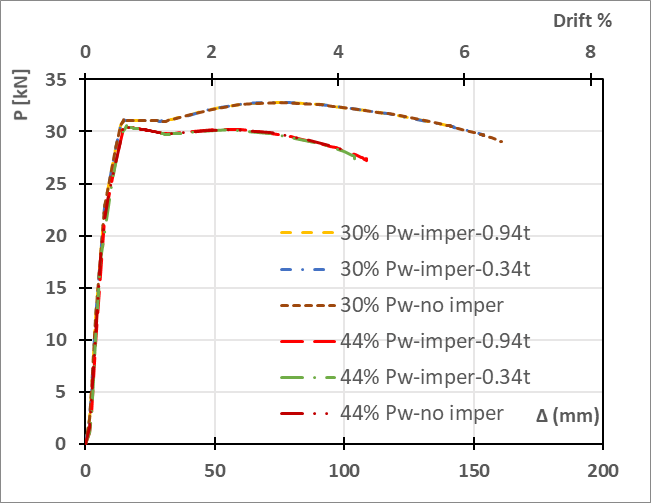 Drift %
0 2 4 6 8
P [kN]
35
30
25
20
15
10
5
0
30% Pw-imper-0.94t
30% Pw-imper-0.34t
30% Pw-no imper
44% Pw-imper-0.94t
44% Pw-imper-0.34t
44% Pw-no imper
Δ (mm)
0 50 100 150 200